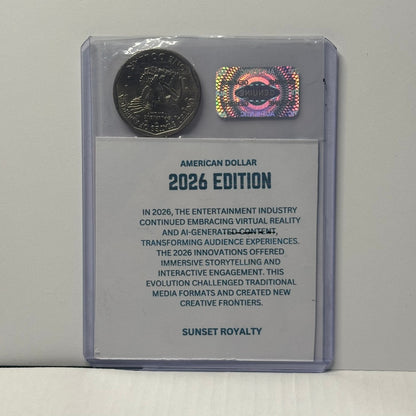 GENUINE
AMERICAN DOLLAR
2026 EDITION
IN 2026, THE ENTERTAINMENT INDUSTRY
CONTINUED EMBRACING VIRTUAL REALITY
AND AI-GENERATED CONTENT,
TRANSFORMING AUDIENCE EXPERIENCES.
THE 2026 INNOVATIONS OFFERED
IMMERSIVE STORYTELLING AND
INTERACTIVE ENGAGEMENT. THIS
EVOLUTION CHALLENGED TRADITIONAL
MEDIA FORMATS AND CREATED NEW
CREATIVE FRONTIERS.
SUNSET ROYALTY